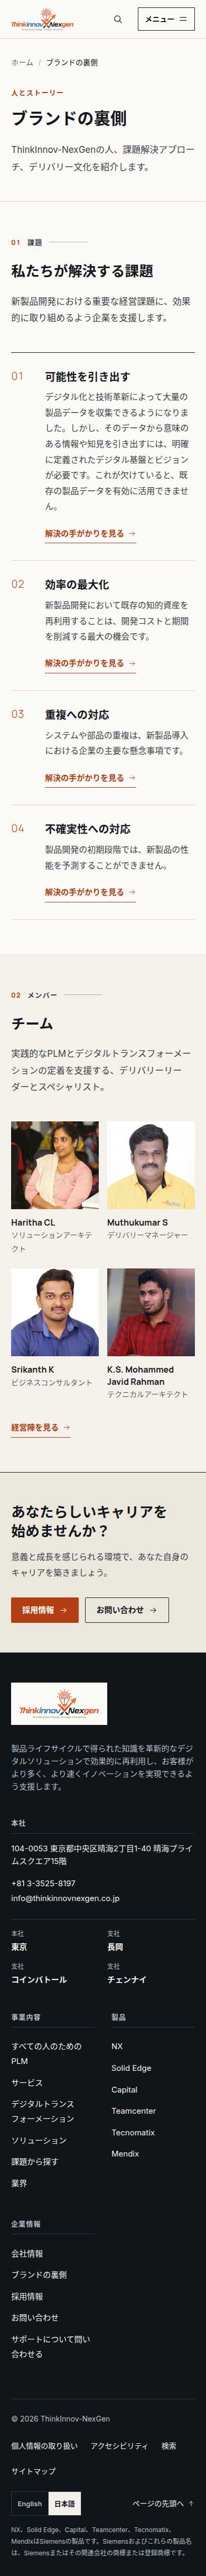 ThinkInnovNexgen
メニュー
ホーム / ブランドの裏側
人とストーリー
ブランドの裏側
ThinkInnov-NexGenの人、課題解決アプロー
チ、デリバリー文化を紹介します。
01 課題
私たちが解決する課題
新製品開発における重要な経営課題に、効果
的に取り組めるよう企業を支援します。
01 可能性を引き出す
デジタル化と技術革新によって大量の
製品データを収集できるようになりま
した。しかし、そのデータから意味の
ある情報や知見を引き出すには、明確
に定義されたデジタル基盤とビジョン
が必要です。これが欠けていると、既
存の製品データを有効に活用できませ
ん。
解決の手がかりを見る →
02 効率の最大化
新製品開発において既存の知的資産を
再利用することは、開発コストと期間
を削減する最大の機会です。
解決の手がかりを見る →
03 重複への対応
システムや部品の重複は、新製品導入
における企業の主要な懸念事項です。
解決の手がかりを見る →
04 不確実性への対応
製品開発の初期段階では、新製品の性
能を予測することができません。
解決の手がかりを見る →
02 メンバー
チーム
実践的なPLMとデジタルトランスフォーメー
ションの定着を支援する、デリバリーリー
ダーとスペシャリスト。
Haritha CL
ソリューションアーキテ
クト
Muthukumar S
デリバリーマネージャー
Srikanth K
ビジネスコンサルタント
K.S. Mohammed
Javid Rahman
テクニカルアーキテクト
経営陣を見る →
あなたらしいキャリアを
始めませんか？
意義と成長を感じられる環境で、あなた自身の
キャリアを築きましょう。
採用情報 →
お問い合わせ →
ThinkinnovNexgen
製品ライフサイクルで得られた知識を革新的なデジ
タルソリューションで効果的に再利用し、お客様が
より多く、より速くイノベーションを実現できるよ
う支援します。
本社
104-0053 東京都中央区晴海2丁目1-40 晴海プライ
ムスクエア15階
+81 3-3525-8197
info@thinkinnovnexgen.co.jp
本社
東京
支社
長岡
支社
コインバトール
支社
チェンナイ
事業内容
すべての人のための
PLM
サービス
デジタルトランス
フォーメーション
ソリューション
課題から探す
業界
製品
NX
Solid Edge
Capital
Teamcenter
Tecnomatix
Mendix
企業情報
会社情報
ブランドの裏側
採用情報
お問い合わせ
サポートについて問い
合わせる
© 2026 ThinkInnov-NexGen
個人情報の取り扱い アクセシビリティ 検索
サイトマップ
English 日本語
ページの先頭へ ↑
NX、Solid Edge、Capital、Teamcenter、Tecnomatix、
MendixはSiemensの製品です。Siemensおよびこれらの製品名
は、Siemensまたはその関連会社の商標または登録商標です。